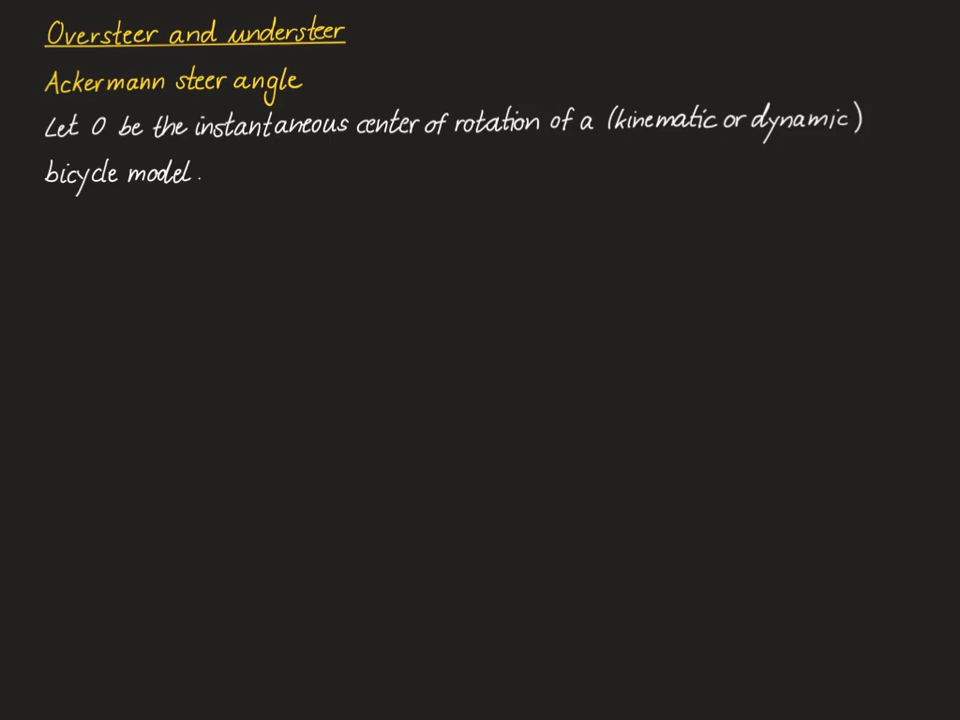 Oversteer and understeer
Ackermann steer angle
Let O be the instantaneous center of rotation of a (kinematic or dynamic)
bicycle model.